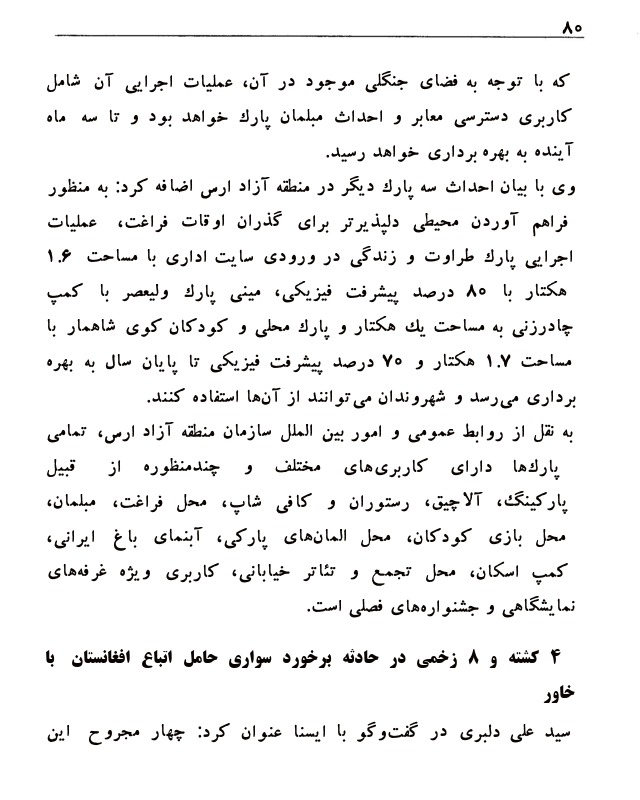 ۸۰
که با توجه به فضای جنگلی موجود در آن، عملیات اجرایی آن شامل
کاربری دسترسی معابر و احداث مبلمان پارك خواهد بود و تا سه ماه
آینده به بهره برداری خواهد رسید.
وی با بیان احداث سه پارك دیگر در منطقه آزاد ارس اضافه کرد: به منظور
فراهم آوردن محیطی دلپذیرتر برای گذران اوقات فراغت، عملیات
اجرایی پارك طراوت و زندگی در ورودی سایت اداری با مساحت ۱.۶
هکتار با ۸۰ درصد پیشرفت فیزیکی، مینی پارك ولیعصر با کمپ
چادرزنی به مساحت یك هکتار و پارك محلی و کودکان کوی شاهمار با
مساحت ۱.۷ هکتار و ۷۰ درصد پیشرفت فیزیکی تا پایان سال به بهره
برداری می‌رسد و شهروندان می‌توانند از آن‌ها استفاده کنند.
به نقل از روابط عمومی و امور بین الملل سازمان منطقه آزاد ارس، تمامی
پارك‌ها دارای کاربری‌های مختلف و چندمنظوره از قبیل
پارکینگ، آلاچیق، رستوران و کافی شاپ، محل فراغت، مبلمان،
محل بازی کودکان، محل المان‌های پارکی، آبنمای باغ ایرانی،
کمپ اسکان، محل تجمع و تئاتر خیابانی، کاربری ویژه غرفه‌های
نمایشگاهی و جشنواره‌های فصلی است.
۴ کشته و ۸ زخمی در حادثه برخورد سواری حامل اتباع افغانستان با
خاور
سید علی دلبری در گفت‌وگو با ایسنا عنوان کرد: چهار مجروح این